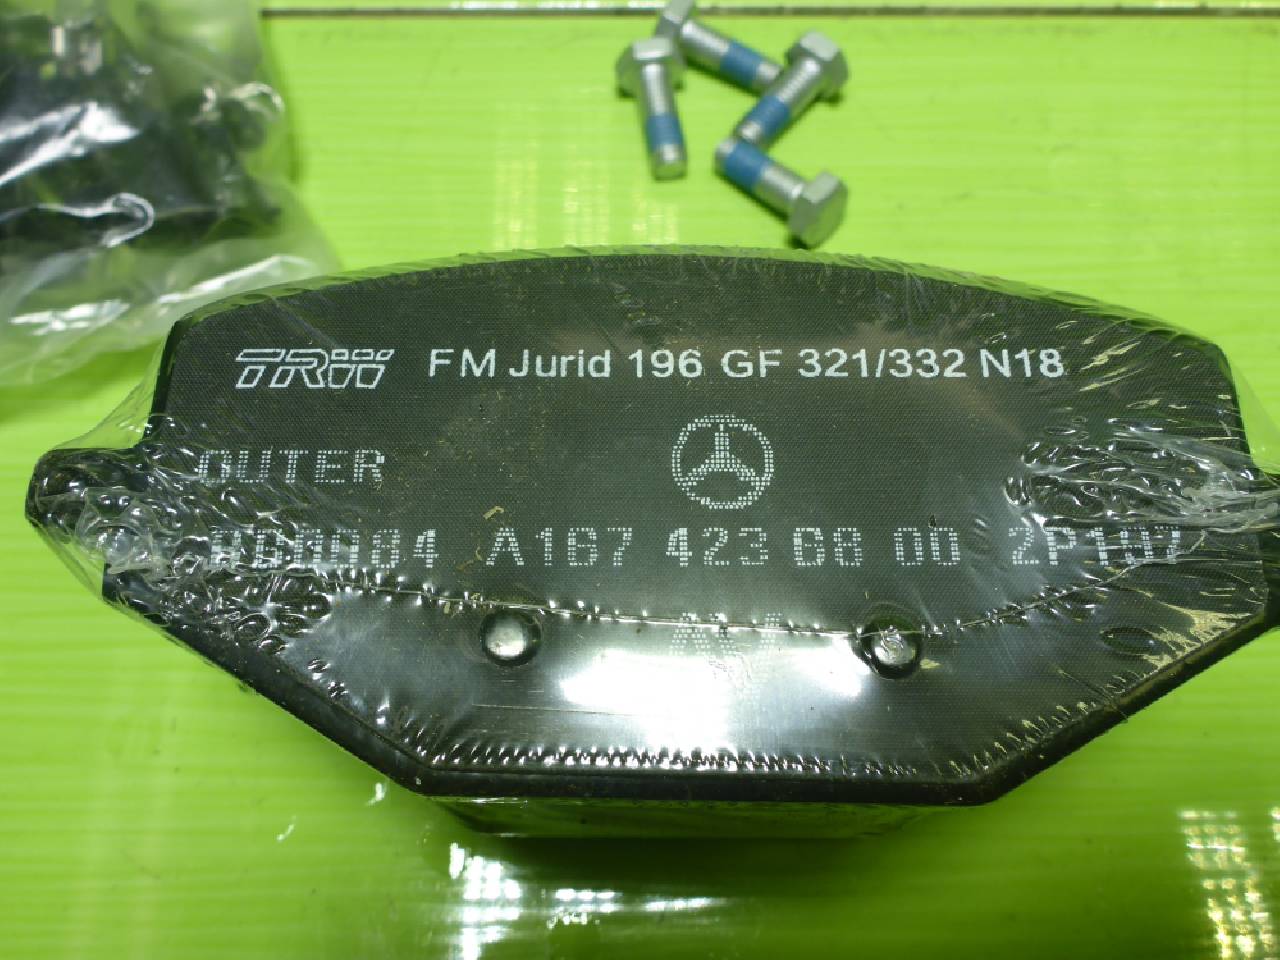 TRW FM Jurid 196 GF 321/332 N18
OUTER
A167 423 68 00